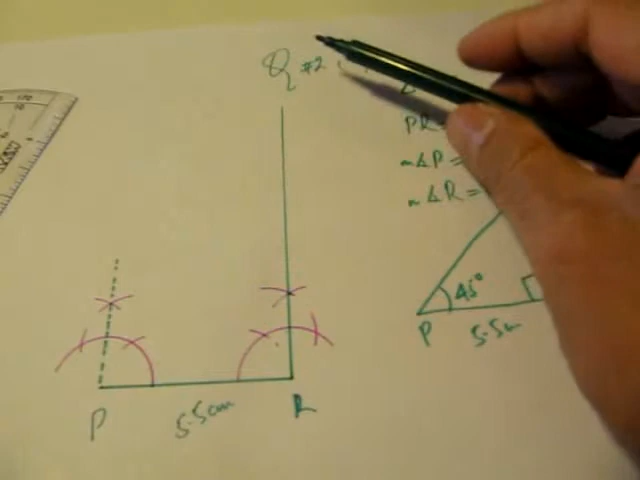 Q #2
PR=
m∠P=
m∠R=
45°
P
5.5cm
P
5.5cm
R